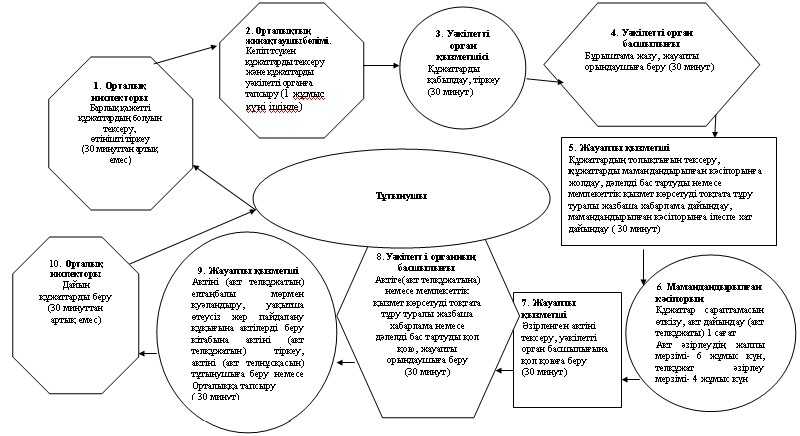 1. Орталық
инспекторы
Барлық қажетті
құжаттардың болуын
тексеру,
өтінішті тіркеу
(30 минуттан артық
емес)
2. Орталықтың
жинақтаушы бөлімі.
Келіп түскен
құжаттарды тексеру
және құжаттарды
уәкілетті органға
тапсыру (1 жұмыс
күні ішінде)
3. Уәкілетті
орган
қызметшісі
Құжаттарды
қабылдау, тіркеу
(30 минут)
4. Уәкілетті орган
басшылығы
Бұрыштама жазу, жауапты
орындаушыға беру (30 минут)
5. Жауапты қызметші
Құжаттардың толықтығын тексеру,
құжаттарды мамандандырылған кәсіпорынға
жолдау, дәлелді бас тартуды немесе
мемлекеттік қызмет көрсетуді тоқтата тұру
туралы жазбаша хабарлама дайындау,
мамандандырылған кәсіпорынға ілеспе хат
дайындау ( 30 минут)
Тұтынушы
6. Мамандандырылған
кәсіпорын
Құжаттар сараптамасын
өткізу, акт дайындау (акт
телқұжаты) 1 сағат
Акт әзірлеудің жалпы
мерзімі- 6 жұмыс күн,
телқұжат әзірлеу
мерзімі- 4 жұмыс күн
7. Жауапты
қызметші
Әзірленген актіні
тексеру, уәкілетті
орган басшылығына
қол қоюға беру
(30 минут)
8. Уәкілетті органның
басшылығы
Актіге(акт телқұжатына)
немесе мемлекеттік
қызмет көрсетуді тоқтата
тұру туралы жазбаша
хабарлама немесе
дәлелді бас тартуды қол
қою, жауапты
орындаушыға беру
(30 минут)
9. Жауапты қызметші
Актіні (акт телқұжатын)
елтаңбалы мөрмен
куәландыру, уақытша
өтеусіз жер пайдалану
құқығына актілерді беру
кітабына актіні (акт
телқұжатын) тіркеу,
актіні (акт телнұсқасын)
тұтынушыға беру немесе
Орталыққа тапсыру
( 30 минут)
10. Орталық
инспекторы
Дайын
құжаттарды беру
(30 минуттан
артық емес)